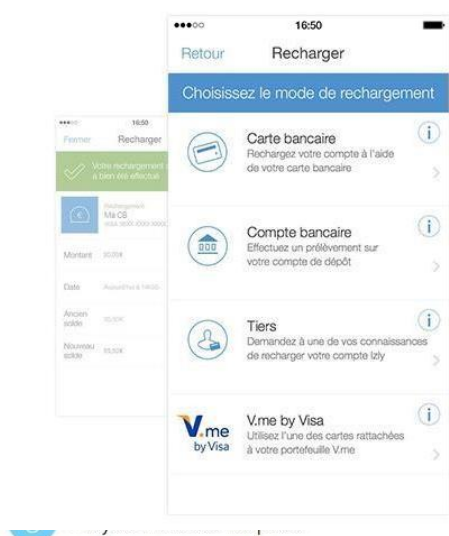 16:50
Retour Recharger
Choisissez le mode de rechargement
Carte bancaire
Rechargez votre compte à l'aide
de votre carte bancaire
Compte bancaire
Effectuez un prélèvement sur
votre compte de dépôt
Tiers
Demandez à une de vos connaissances
de recharger votre compte Izly
V.me by Visa
Utilisez l'une des cartes rattachées
à votre portefeuille V.me
V.me
by Visa
16:50
Fermer Recharger
Votre rechargement
a bien été effectué
Rechargement
Ma CB
Montant
Date
Ancien
solde
Nouveau
solde